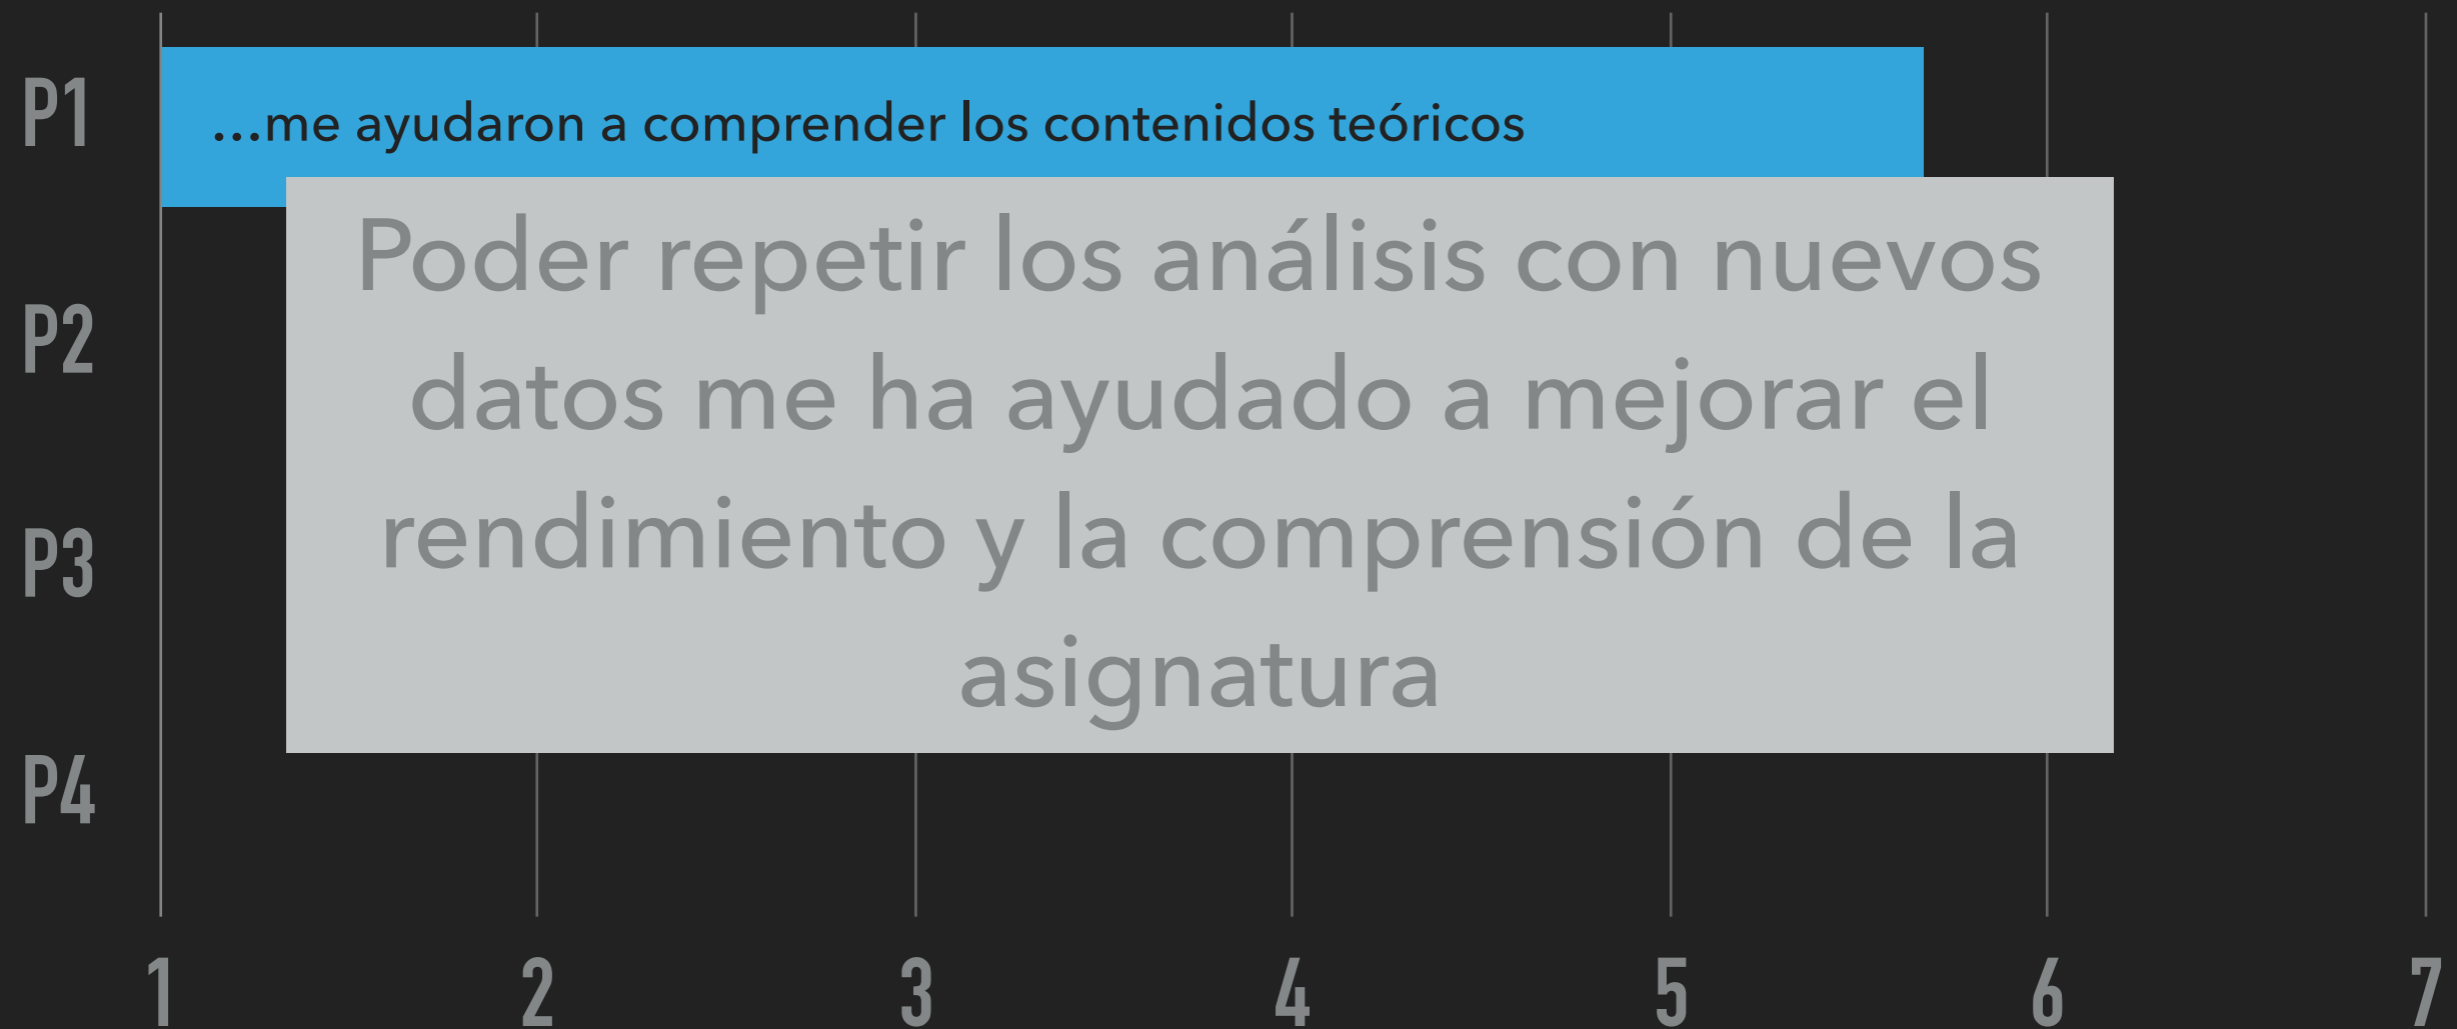 P1
...me ayudaron a comprender los contenidos teóricos
Poder repetir los análisis con nuevos
P2
datos me ha ayudado a mejorar el
rendimiento y la comprensión de la
P3
asignatura
P4
1 2 3 4 5 6 7